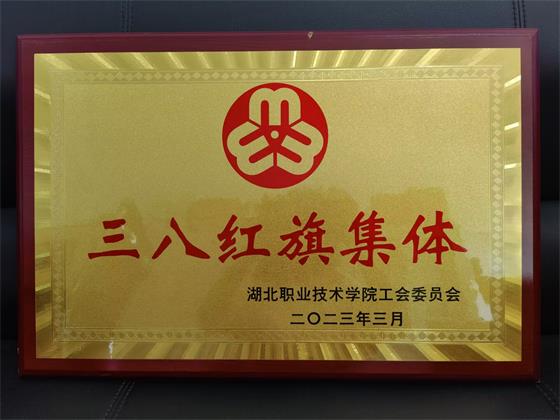 三八红旗集体
湖北职业技术学院工会委员会
二〇二三年三月